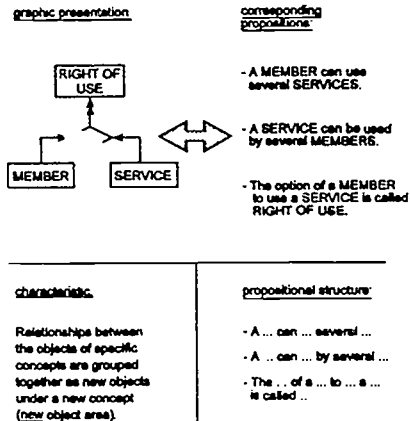 graphic presentation
RIGHT OF
USE
MEMBER
SERVICE
corresponding
propositions:
- A MEMBER can use
several SERVICES.
- A SERVICE can be used
by several MEMBERS.
- The option of a MEMBER
to use a SERVICE is called
RIGHT OF USE.
characteristic.
Relationships between
the objects of specific
concepts are grouped
together as new objects
under a new concept
(new object area).
propositional structure:
- A ... can ... several ...
- A .. can ... by several ...
- The . . of a ... to ... a ...
is called ..